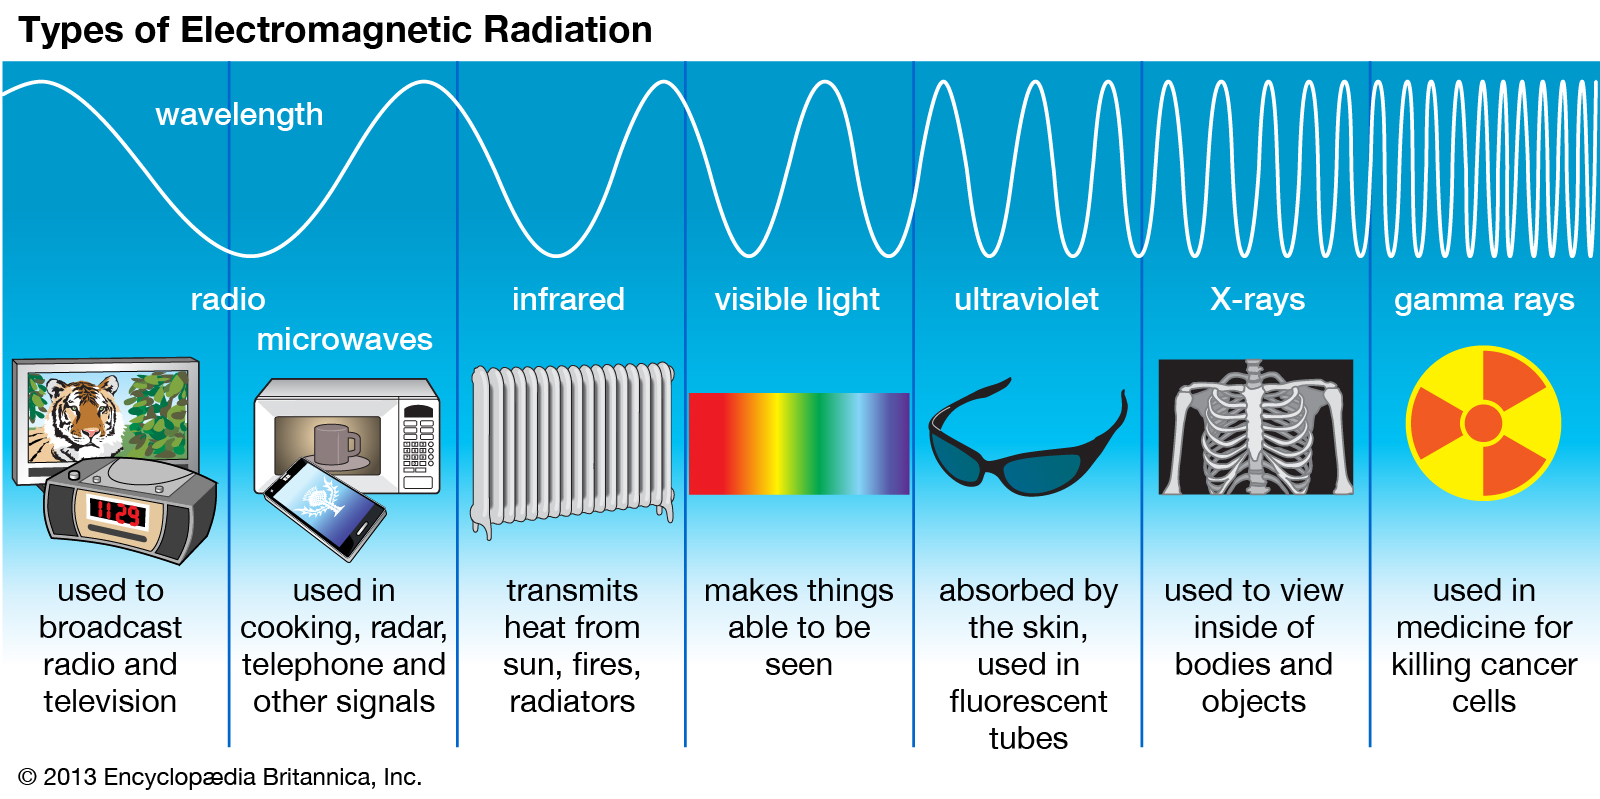 Types of Electromagnetic Radiation
wavelength
radio
microwaves
infrared
visible light
ultraviolet
X-rays
gamma rays
11:29
used to
broadcast
radio and
television
used in
cooking, radar,
telephone and
other signals
transmits
heat from
sun, fires,
radiators
makes things
able to be
seen
absorbed by
the skin,
used in
fluorescent
tubes
used to view
inside of
bodies and
objects
used in
medicine for
killing cancer
cells
© 2013 Encyclopædia Britannica, Inc.